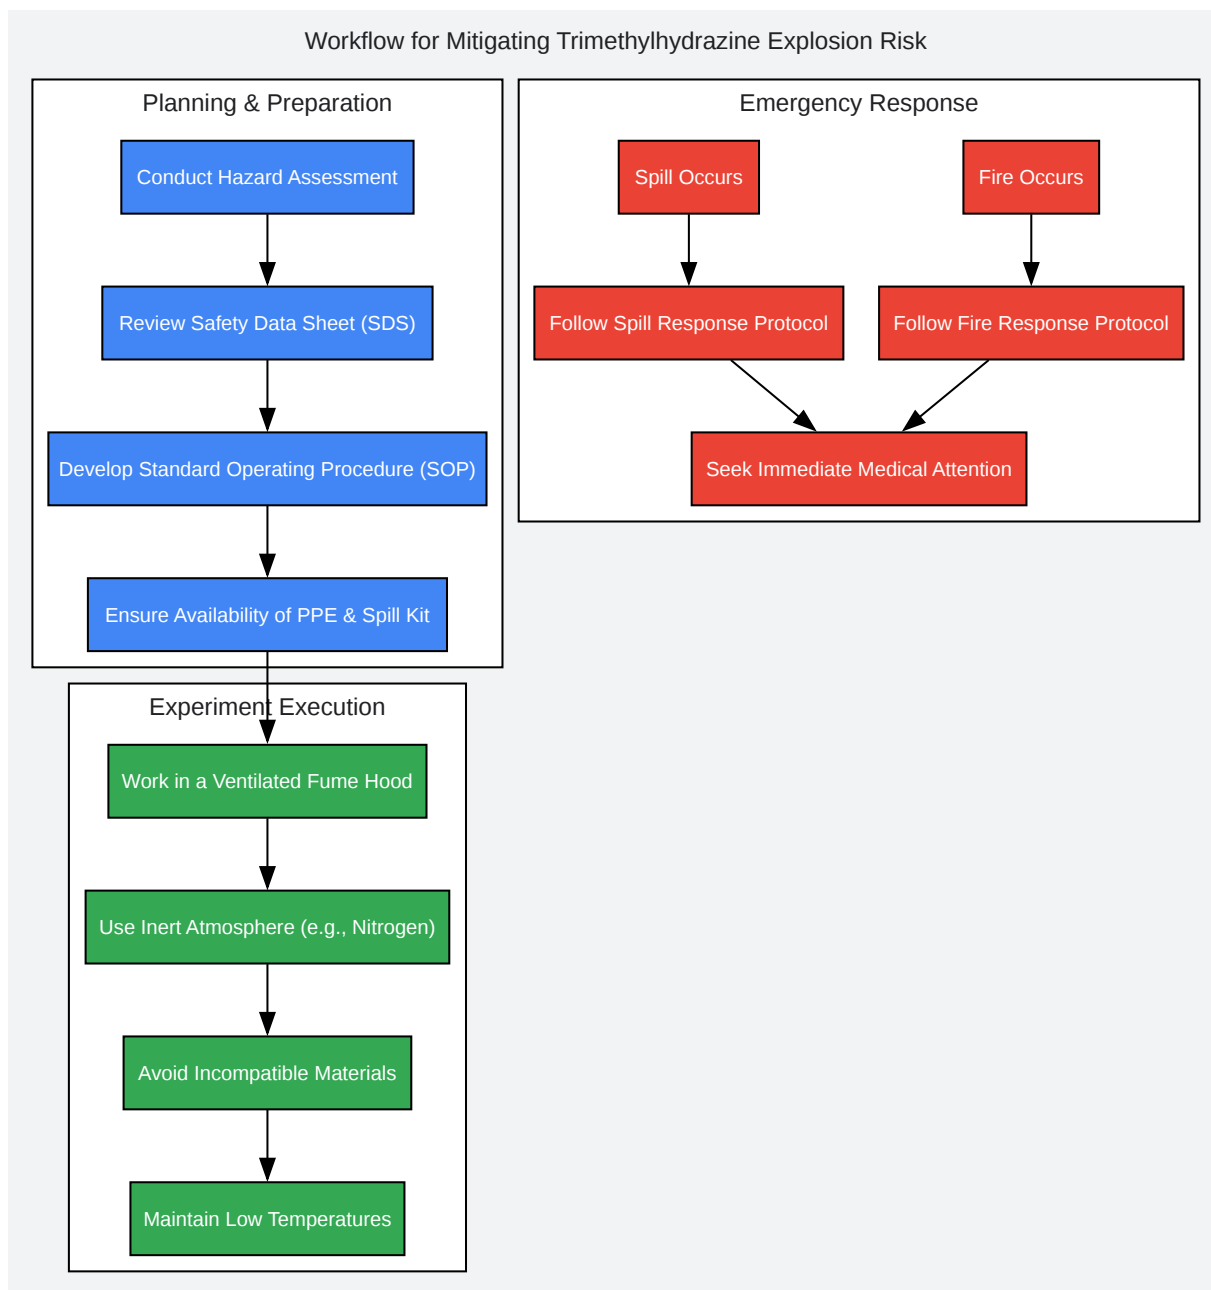 Workflow for Mitigating Trimethylhydrazine Explosion Risk
Planning & Preparation
Conduct Hazard Assessment
Review Safety Data Sheet (SDS)
Develop Standard Operating Procedure (SOP)
Ensure Availability of PPE & Spill Kit
Experiment Execution
Work in a Ventilated Fume Hood
Use Inert Atmosphere (e.g., Nitrogen)
Avoid Incompatible Materials
Maintain Low Temperatures
Emergency Response
Spill Occurs
Fire Occurs
Follow Spill Response Protocol
Follow Fire Response Protocol
Seek Immediate Medical Attention